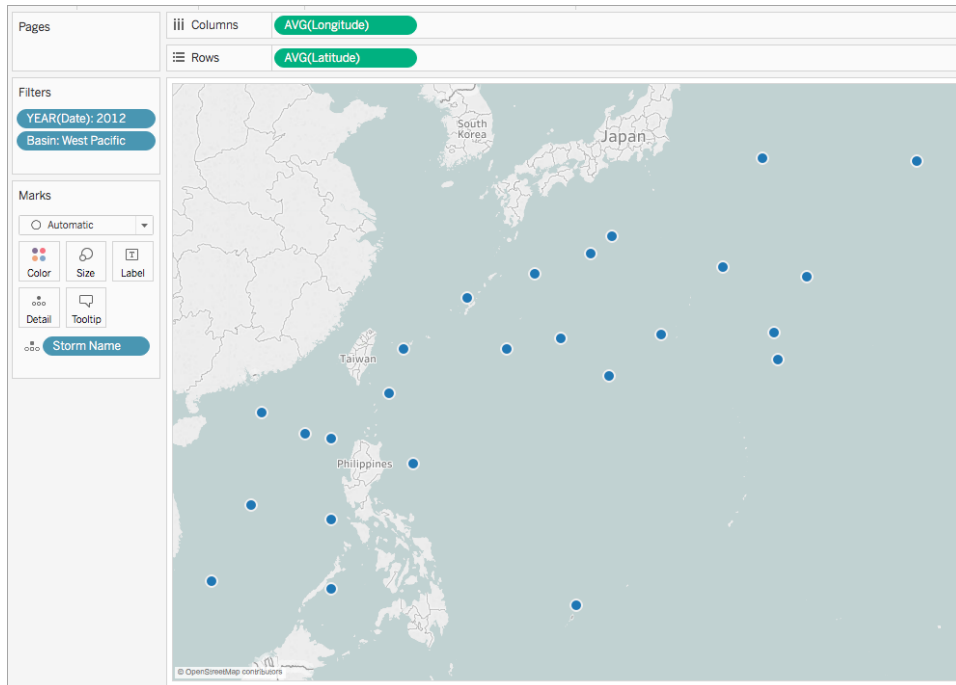 Pages
Columns
AVG(Longitude)
Rows
AVG(Latitude)
Filters
YEAR(Date): 2012
Basin: West Pacific
Marks
Automatic
Color
Size
Label
Detail
Tooltip
Storm Name
South
Korea
Japan
Taiwan
Philippines
© OpenStreetMap contributors